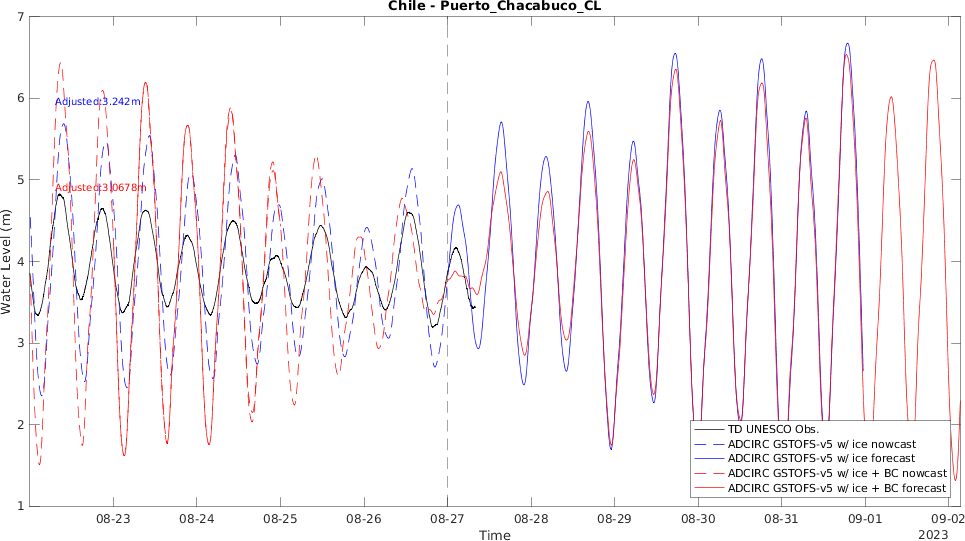 Chile - Puerto_Chacabuco_CL
7
6
5
4
3
2
1
Water Level (m)
Adjusted:3.242m
Adjusted:3.0678m
TD UNESCO Obs.
ADCIRC GSTOFS-v5 w/ ice nowcast
ADCIRC GSTOFS-v5 w/ ice forecast
ADCIRC GSTOFS-v5 w/ ice + BC nowcast
ADCIRC GSTOFS-v5 w/ ice + BC forecast
08-23 08-24 08-25 08-26 08-27 08-28 08-29 08-30 08-31 09-01 09-02
Time
2023